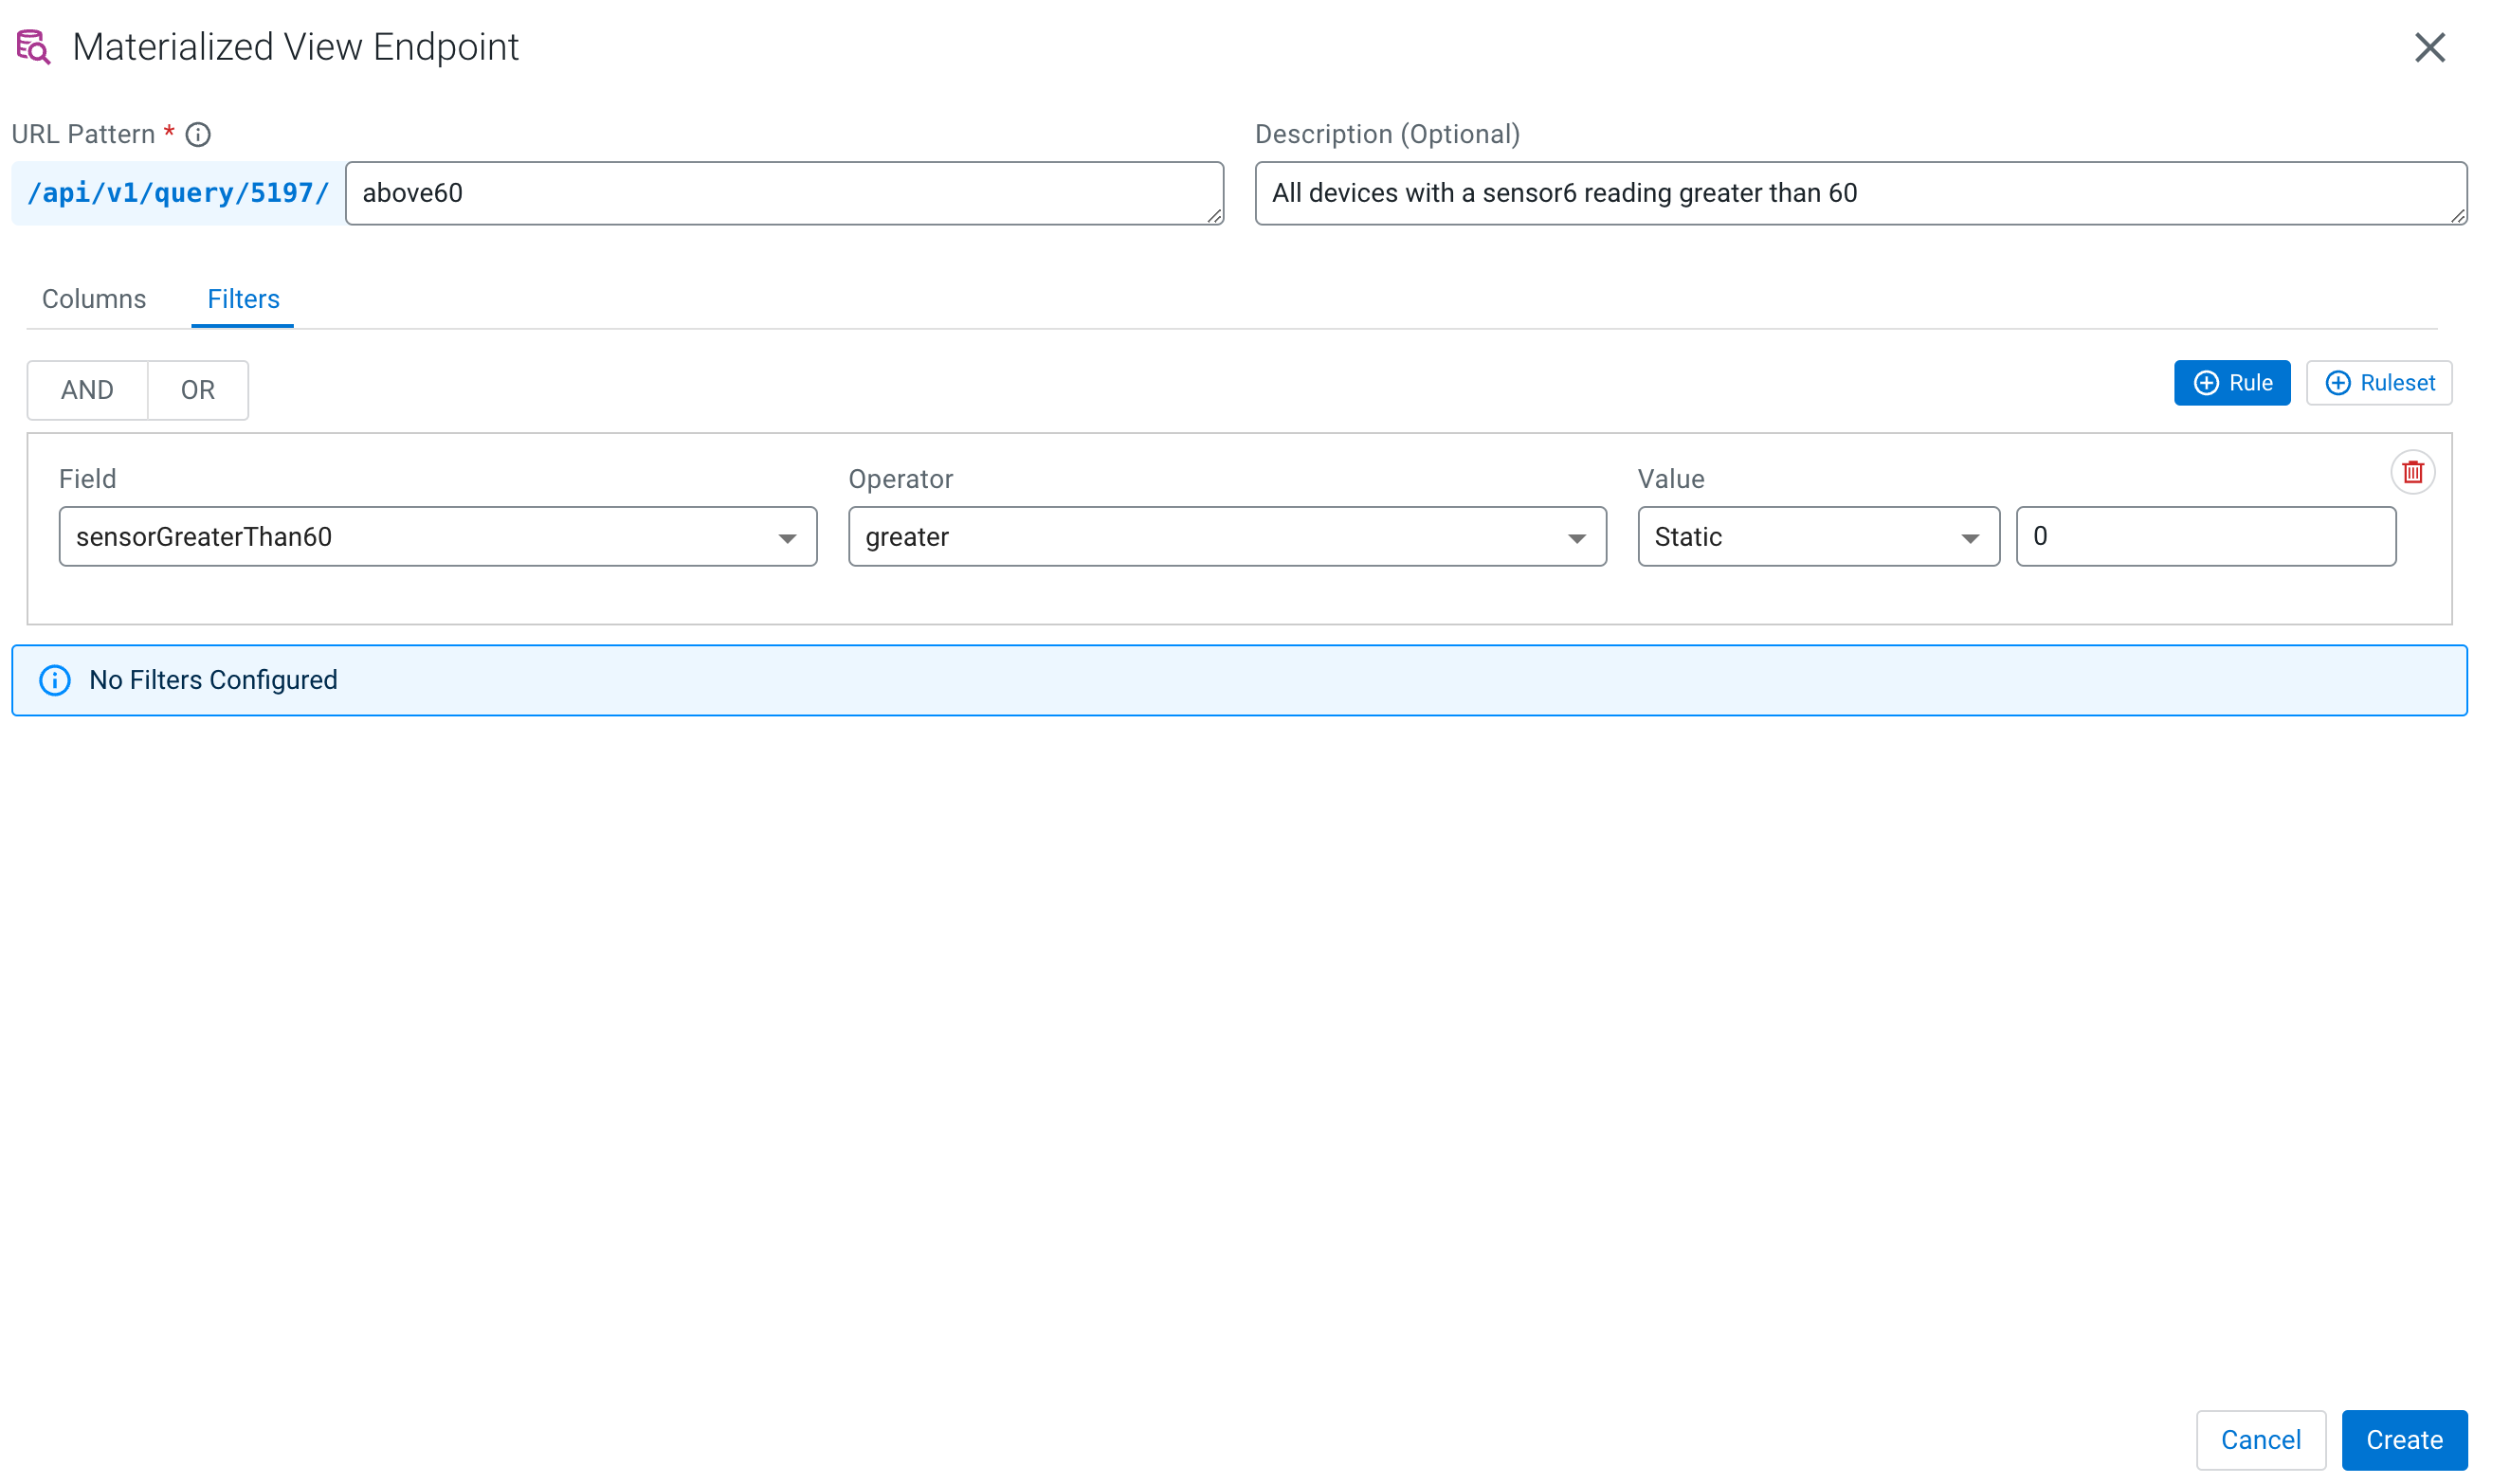 Materialized View Endpoint
URL Pattern * Description (Optional)
/api/v1/query/5197/ above60 All devices with a sensor6 reading greater than 60
Columns Filters
AND OR Rule Ruleset
Field Operator Value
sensorGreaterThan60 greater Static 0
No Filters Configured
Cancel Create